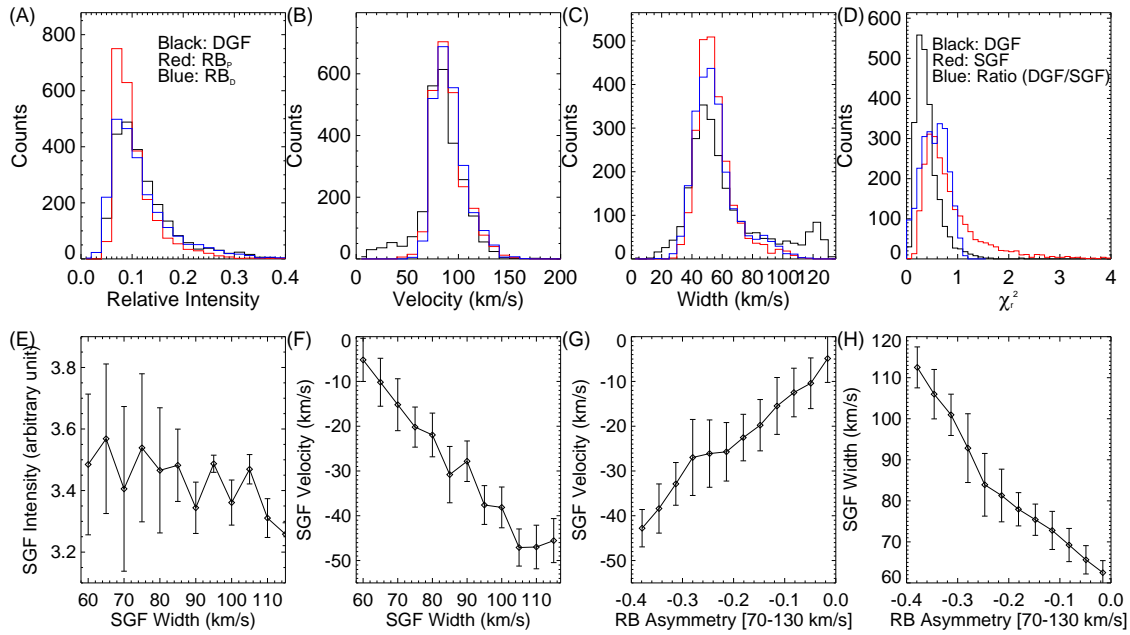 (A)
Counts
800
600
400
200
0
Black: DGF
Red: RBP
Blue: RBD
0.0 0.1 0.2 0.3 0.4
Relative Intensity
(B)
Counts
800
600
400
200
0
0 50 100 150 200
Velocity (km/s)
(C)
Counts
500
400
300
200
100
0
0 20 40 60 80 100 120
Width (km/s)
(D)
Counts
600
500
400
300
200
100
0
Black: DGF
Red: SGF
Blue: Ratio (DGF/SGF)
0 1 2 3 4
χr2
(E)
SGF Intensity (arbitrary unit)
3.8
3.6
3.4
3.2
60 70 80 90 100 110
SGF Width (km/s)
(F)
SGF Velocity (km/s)
0
-10
-20
-30
-40
-50
60 70 80 90 100 110
SGF Width (km/s)
(G)
SGF Velocity (km/s)
0
-10
-20
-30
-40
-50
-0.4 -0.3 -0.2 -0.1 0.0
RB Asymmetry [70-130 km/s]
(H)
SGF Width (km/s)
120
110
100
90
80
70
60
-0.4 -0.3 -0.2 -0.1 0.0
RB Asymmetry [70-130 km/s]